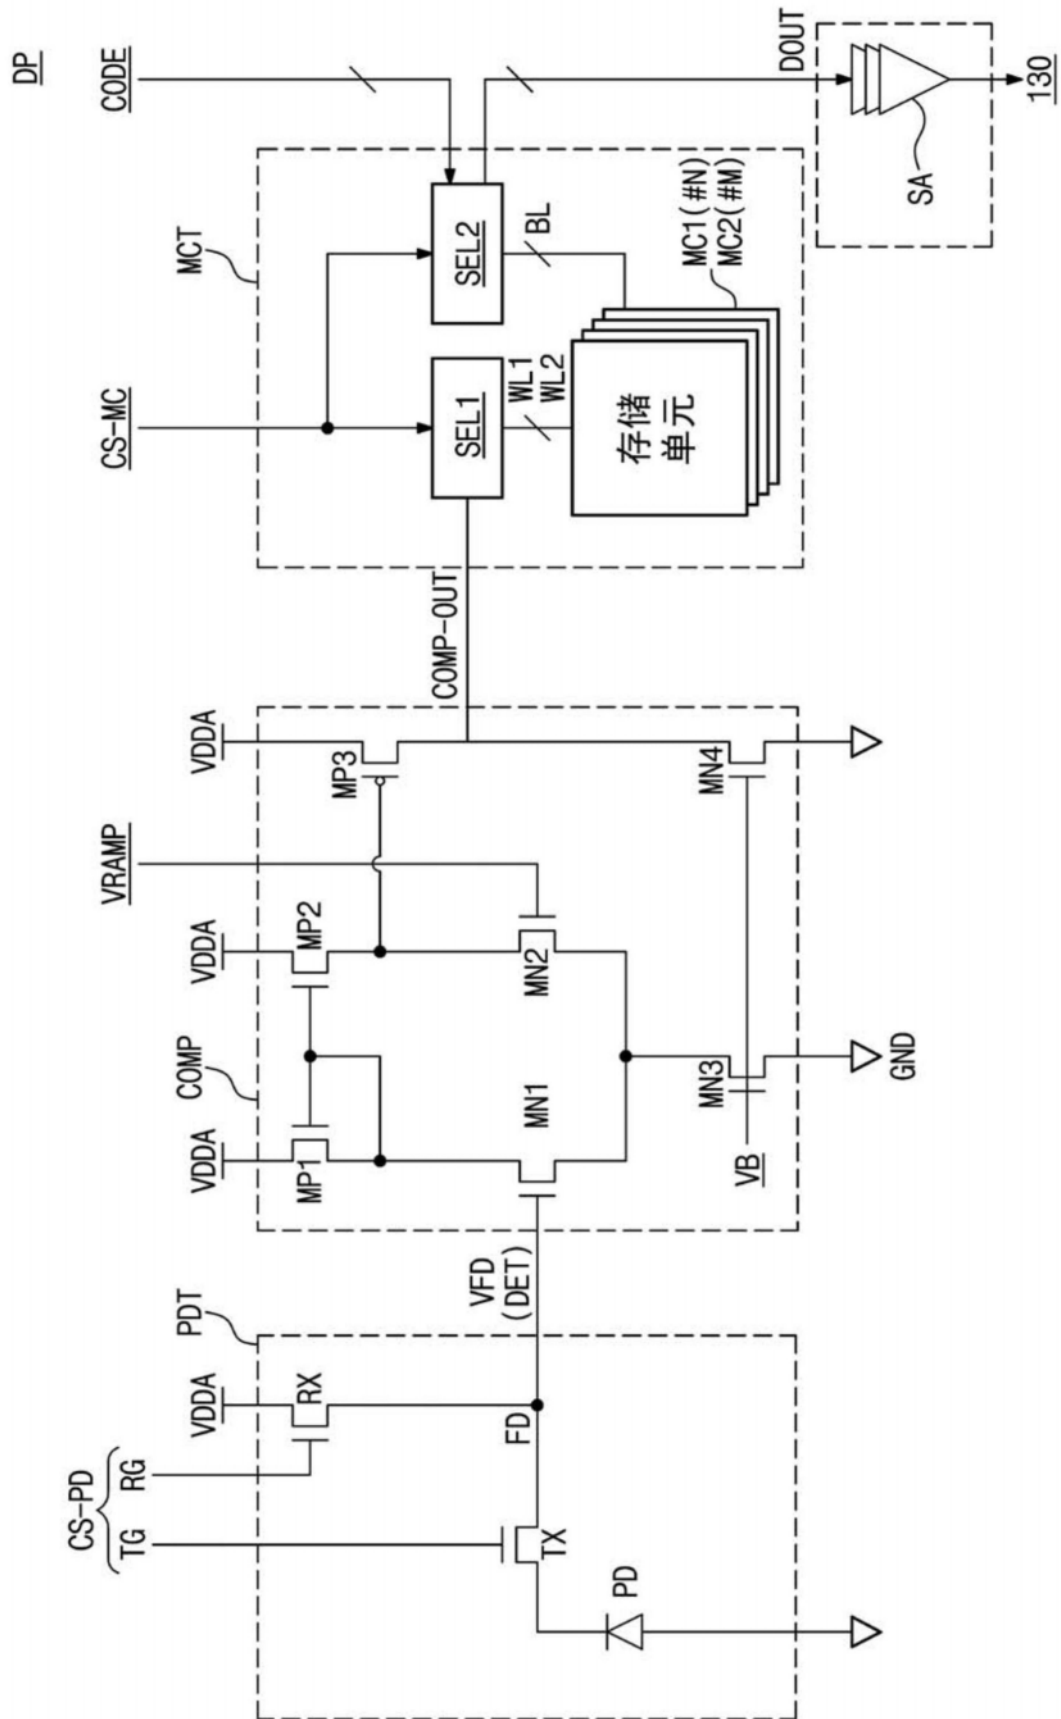 DP
CS-PD
TG
RG
VDDA
VDDA
VDDA
VRAMP
VDDA
CS-MC
CODE
PDT
COMP
MCT
RX
MP1
MP2
MP3
COMP-OUT
SEL1
SEL2
WL1
WL2
BL
FD
TX
VFD
(DET)
MN1
MN2
存储
单元
PD
VB
MN3
MN4
MC1(#N)
MC2(#M)
DOUT
GND
SA
130